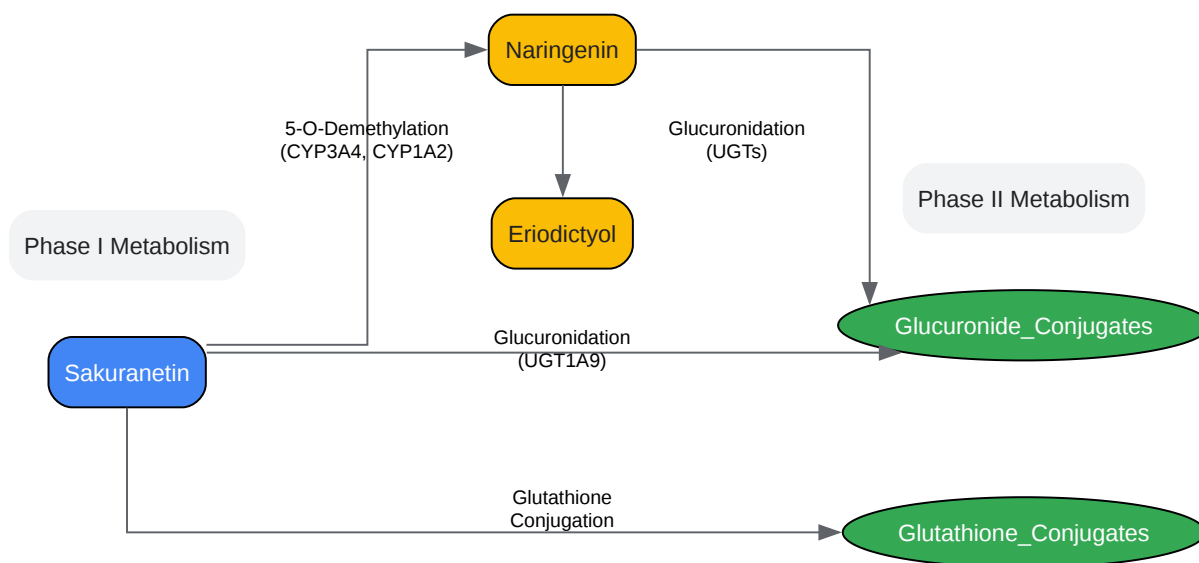 Naringenin
5-O-Demethylation
(CYP3A4, CYP1A2)
Glucuronidation
(UGTs)
Phase II Metabolism
Phase I Metabolism
Eriodictyol
Glucuronide_Conjugates
Glucuronidation
(UGT1A9)
Sakuranetin
Glutathione
Conjugation
Glutathione_Conjugates